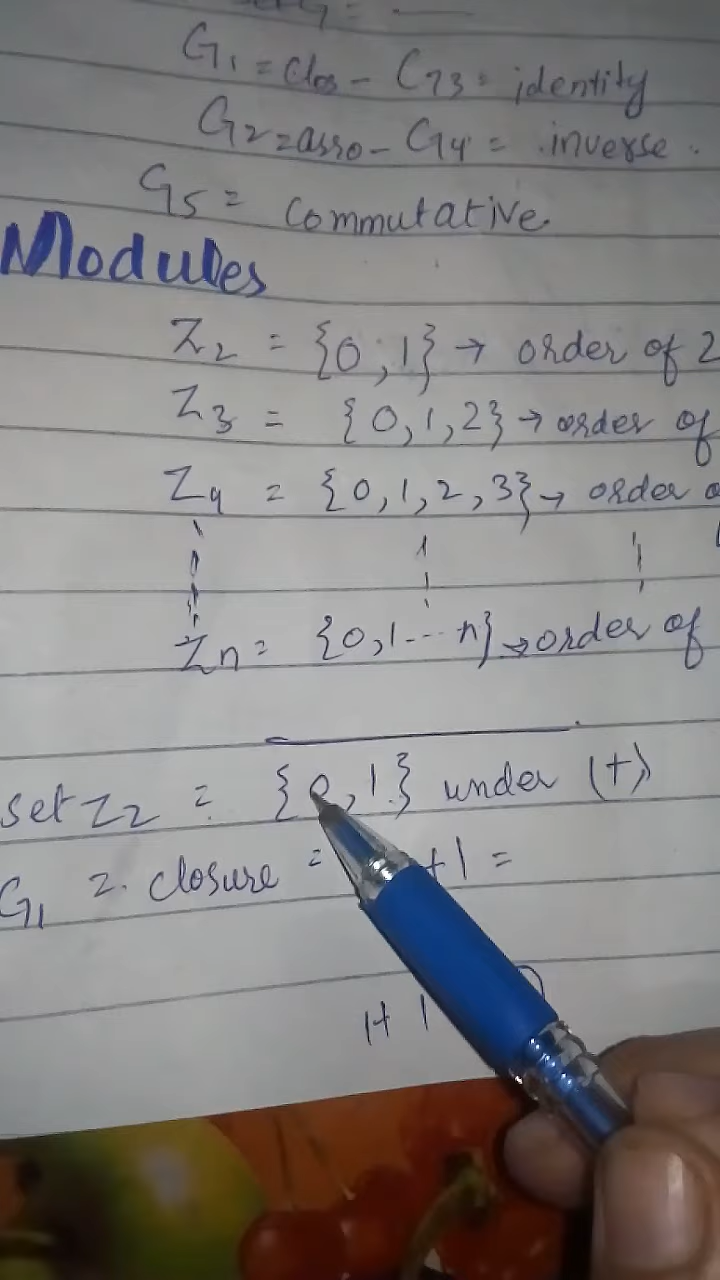 G1 = Clos - G3 = identity
G2 = asso - G4 = inverse.
G5 = Commutative
Modules
Z2 = {0, 1} → order of 2
Z3 = {0, 1, 2} → order of
Z4 = {0, 1, 2, 3} → order o
Zn = {0, 1 --- n} → order of
set Z2 = {0, 1} under (+)
G1 = closure = +1 =
1+1